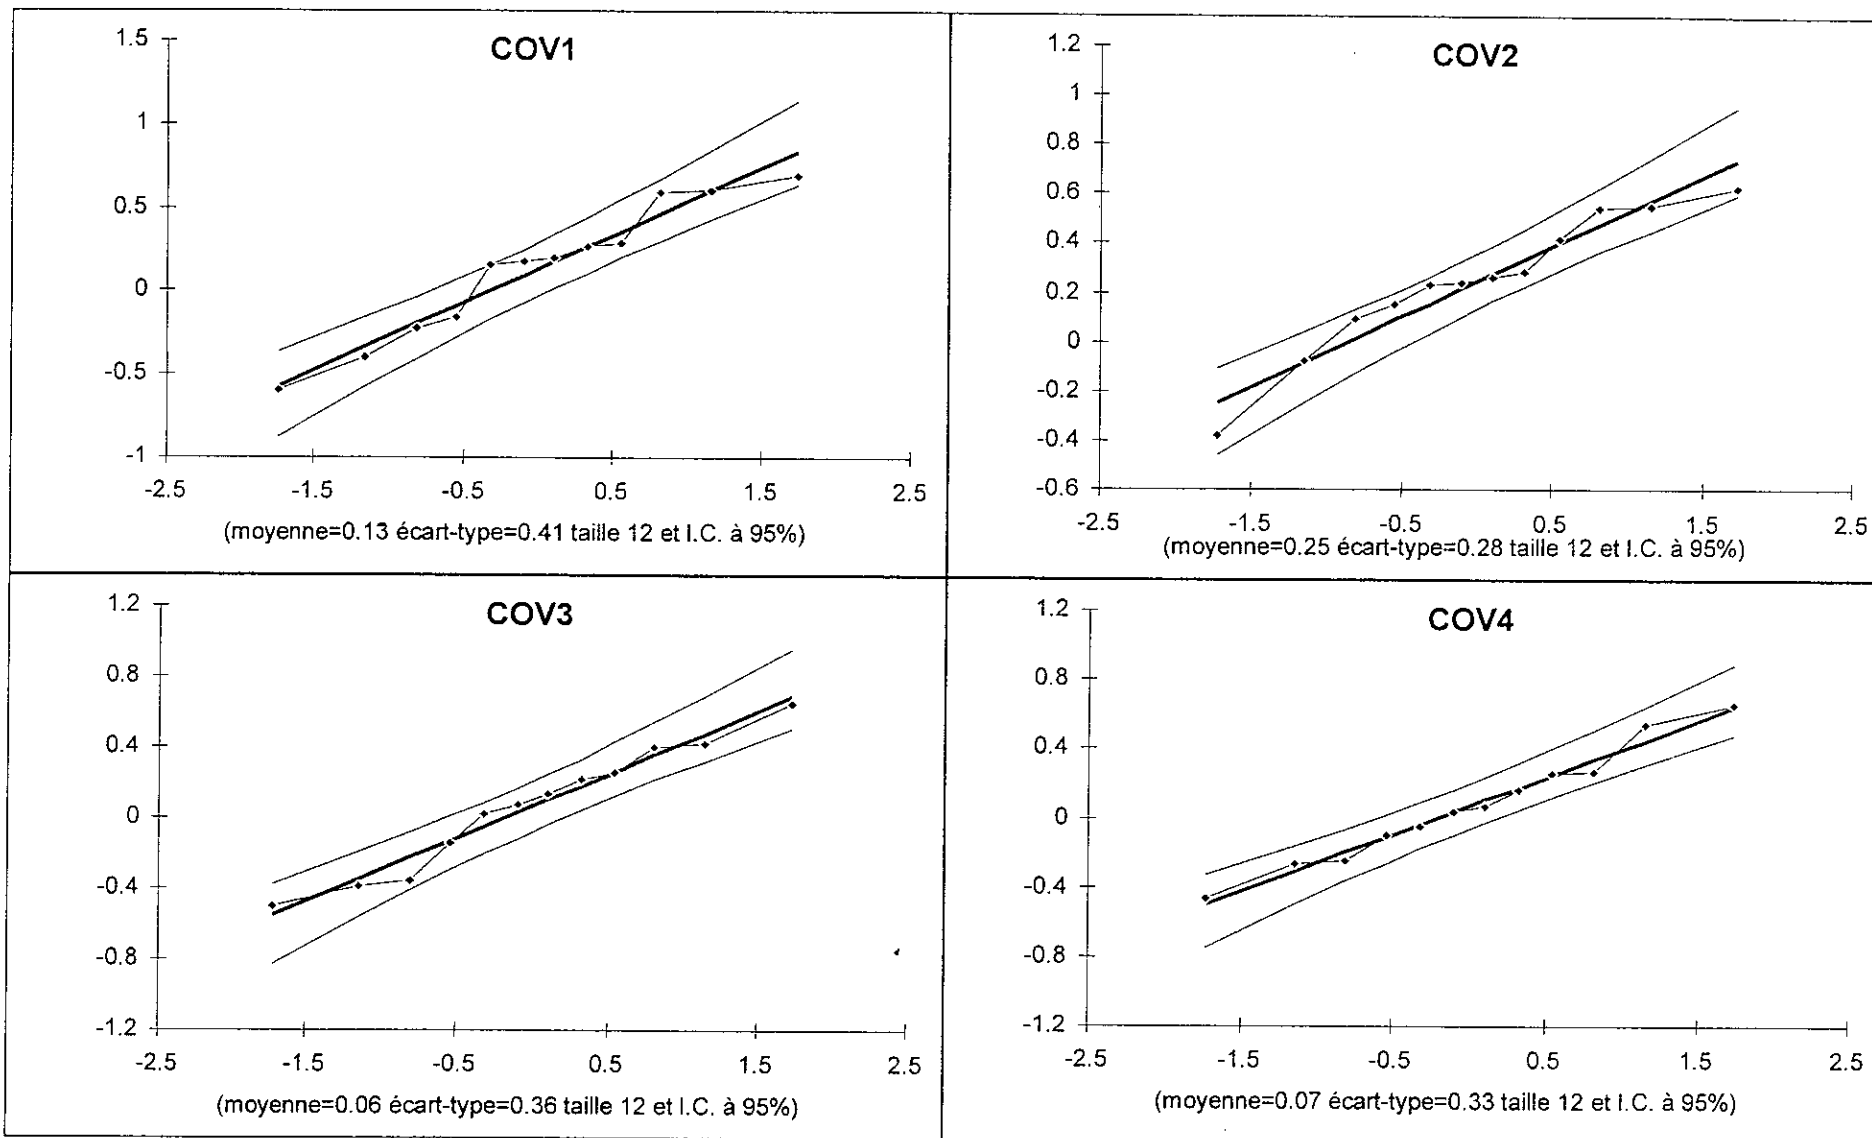 COV1
1.5
1
0.5
0
-0.5
-1
-2.5 -1.5 -0.5 0.5 1.5 2.5
(moyenne=0.13 écart-type=0.41 taille 12 et I.C. à 95%)
COV2
1.2
1
0.8
0.6
0.4
0.2
0
-0.2
-0.4
-0.6
-2.5 -1.5 -0.5 0.5 1.5 2.5
(moyenne=0.25 écart-type=0.28 taille 12 et I.C. à 95%)
COV3
1.2
0.8
0.4
0
-0.4
-0.8
-1.2
-2.5 -1.5 -0.5 0.5 1.5 2.5
(moyenne=0.06 écart-type=0.36 taille 12 et I.C. à 95%)
COV4
1.2
0.8
0.4
0
-0.4
-0.8
-1.2
-2.5 -1.5 -0.5 0.5 1.5 2.5
(moyenne=0.07 écart-type=0.33 taille 12 et I.C. à 95%)